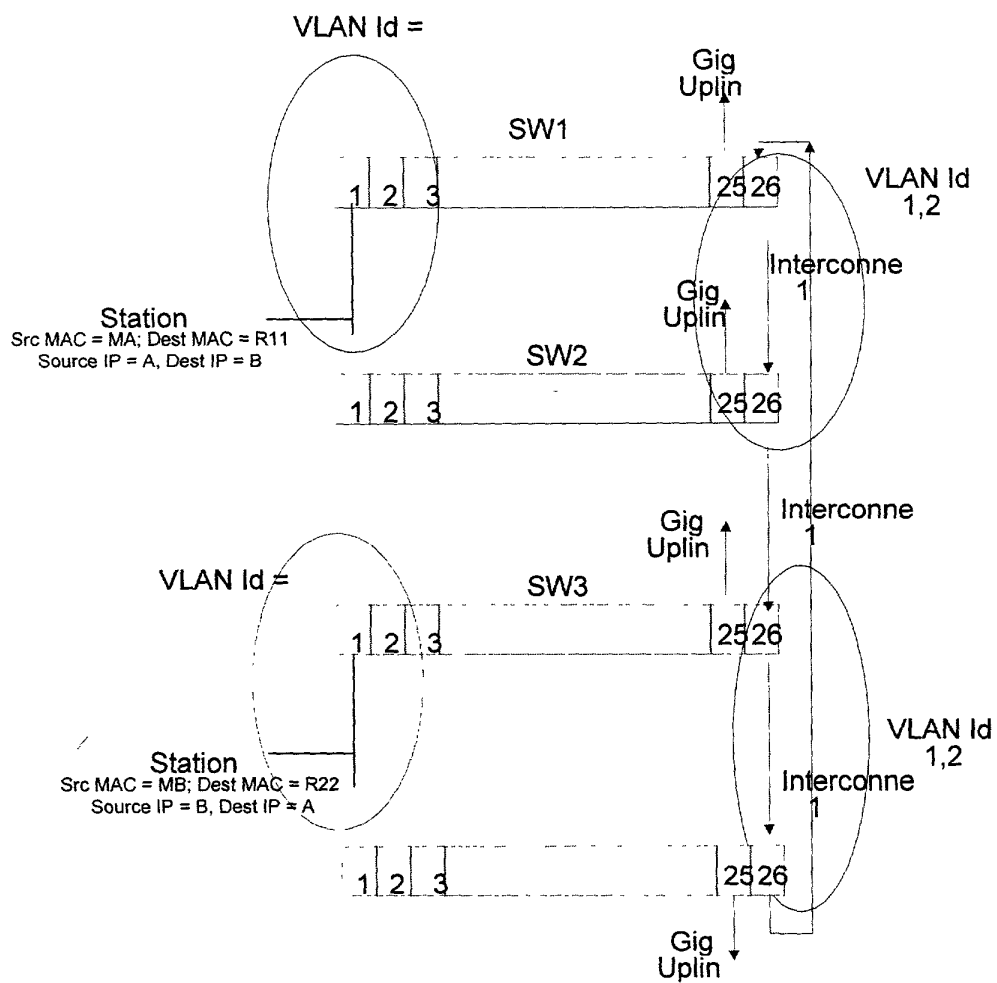 VLAN Id =
Gig
Uplin
SW1
1 2 3 25 26
VLAN Id
1,2
Interconne
1
Station
Src MAC = MA; Dest MAC = R11
Source IP = A, Dest IP = B
Gig
Uplin
SW2
1 2 3 25 26
Interconne
1
Gig
Uplin
VLAN Id =
SW3
1 2 3 25 26
VLAN Id
1,2
Station
Src MAC = MB; Dest MAC = R22
Source IP = B, Dest IP = A
Interconne
1
1 2 3 25 26
Gig
Uplin